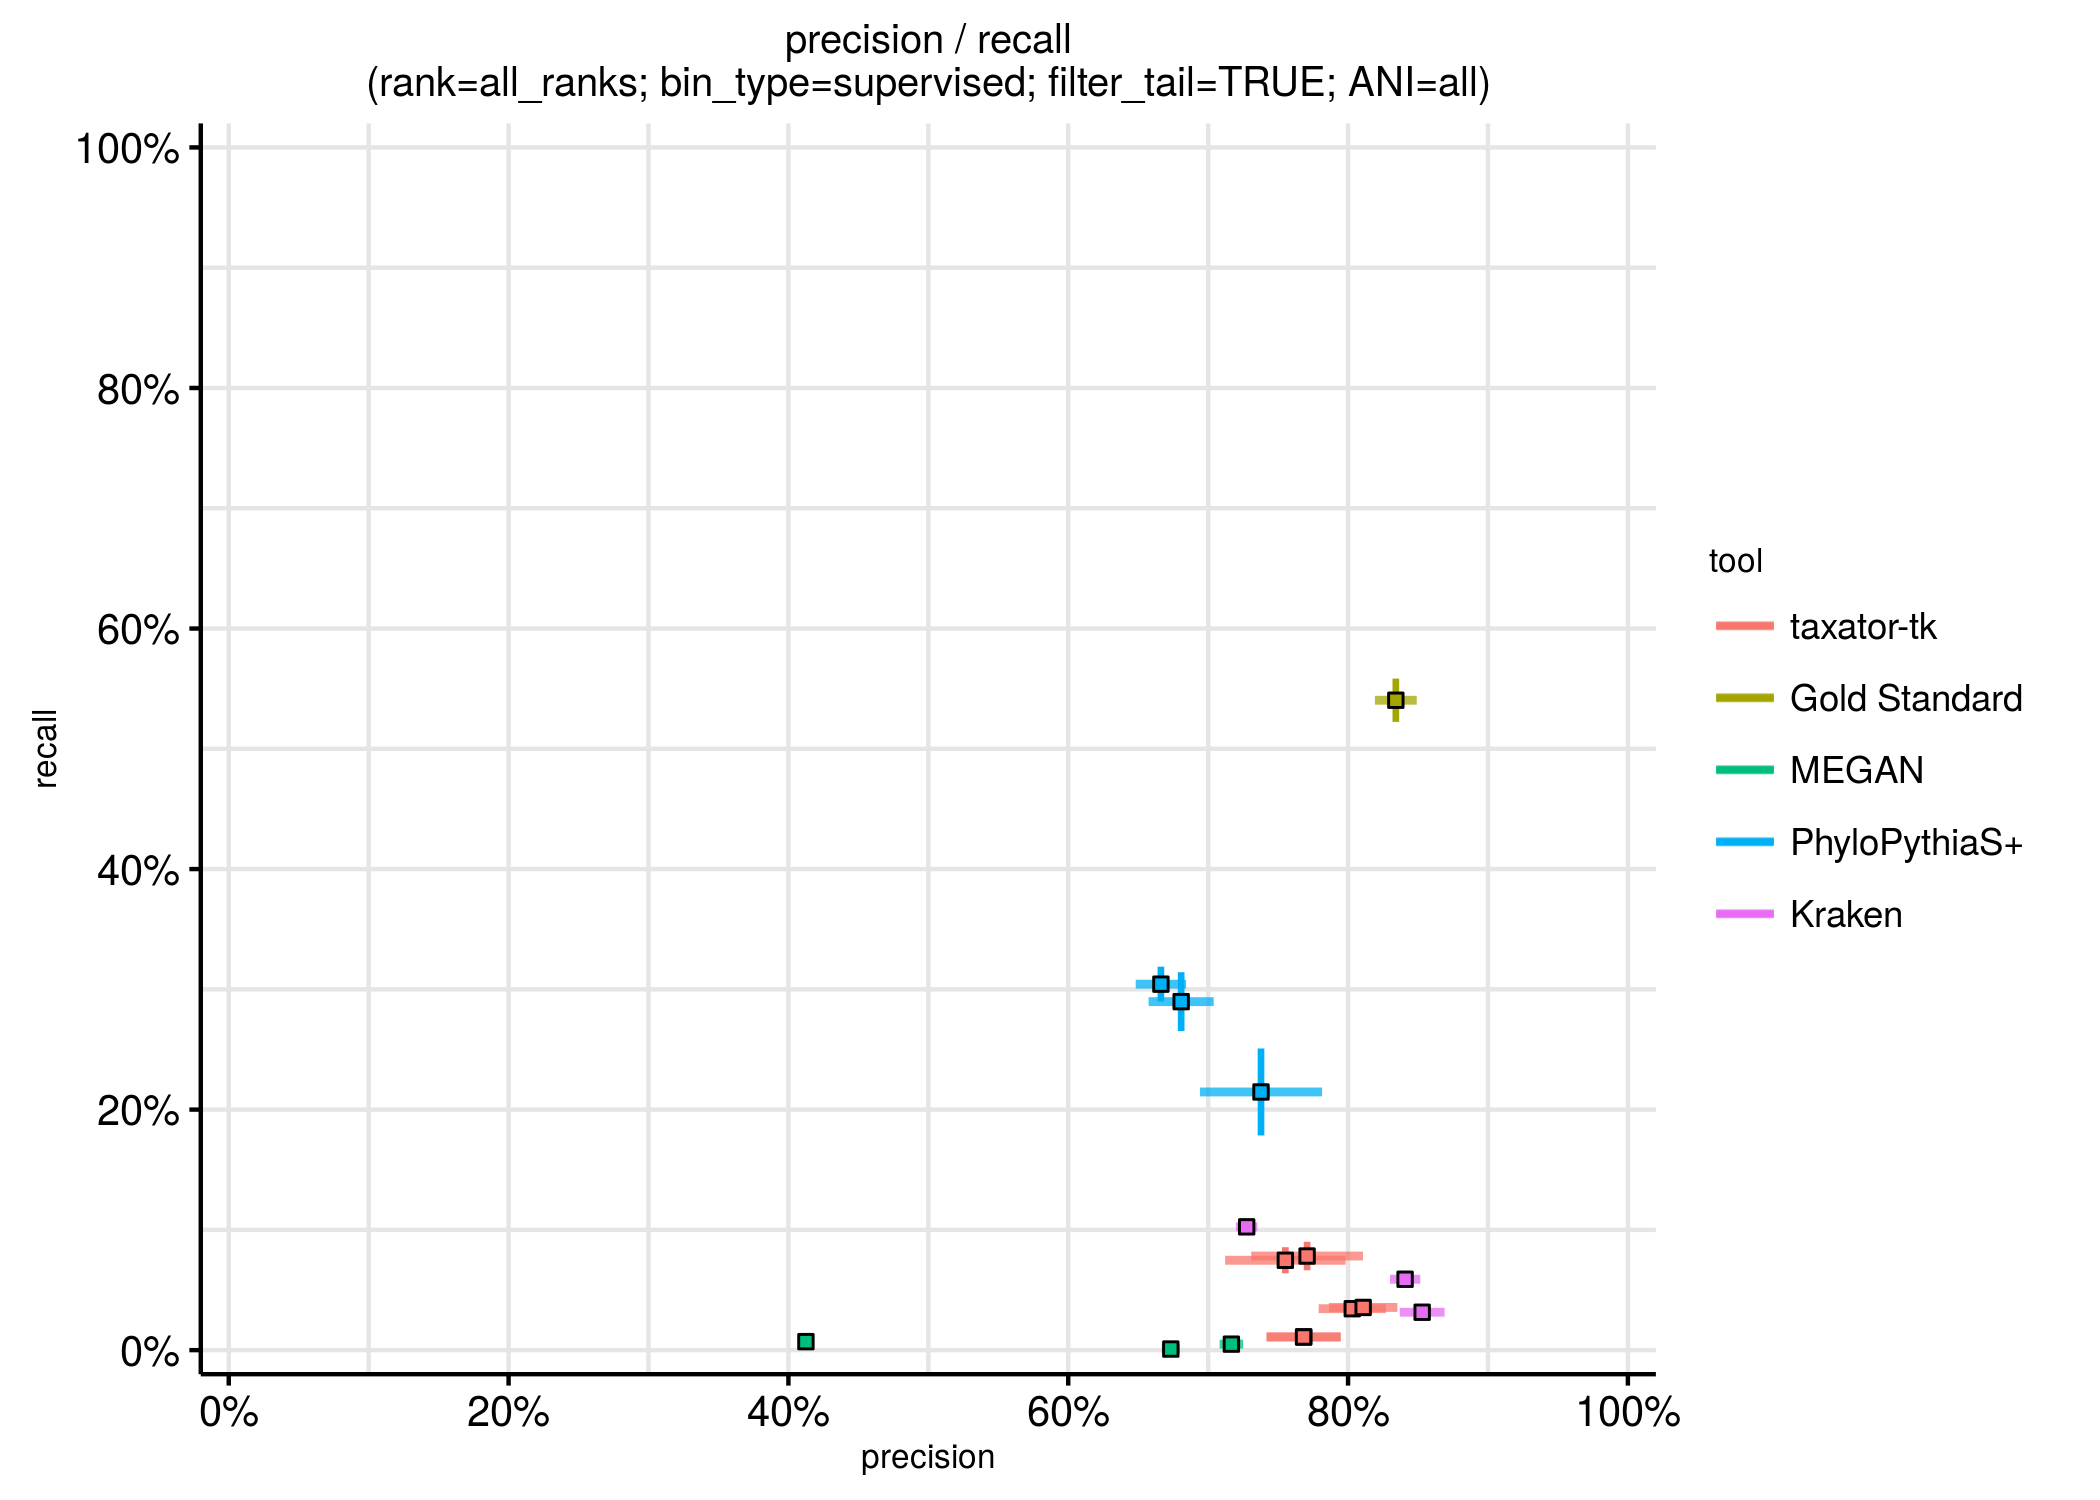 precision / recall
(rank=all_ranks; bin_type=supervised; filter_tail=TRUE; ANI=all)
100%
80%
60%
40%
20%
0%
recall
0%
20%
40%
60%
80%
100%
precision
tool
taxator-tk
Gold Standard
MEGAN
PhyloPythiaS+
Kraken